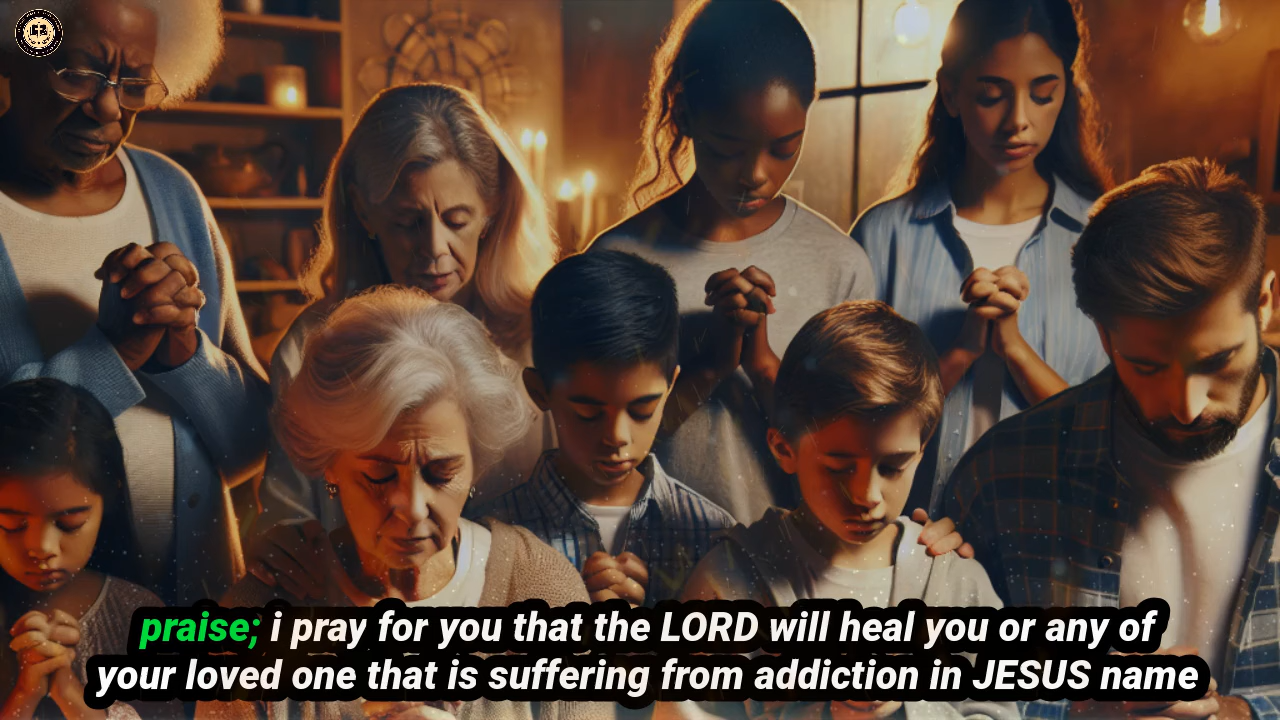 praise; i pray for you that the LORD will heal you or any of
your loved one that is suffering from addiction in JESUS name